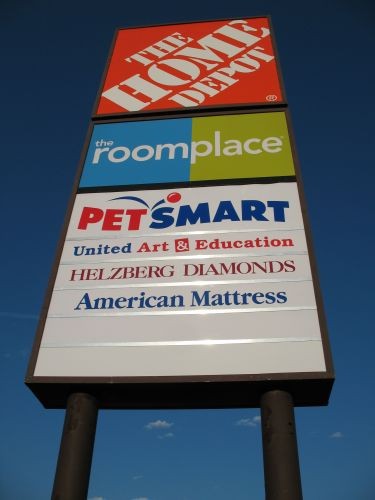 THE
HOME
DEPOT
®
the
roomplace
PETSMART
United Art & Education
HELZBERG DIAMONDS
American Mattress